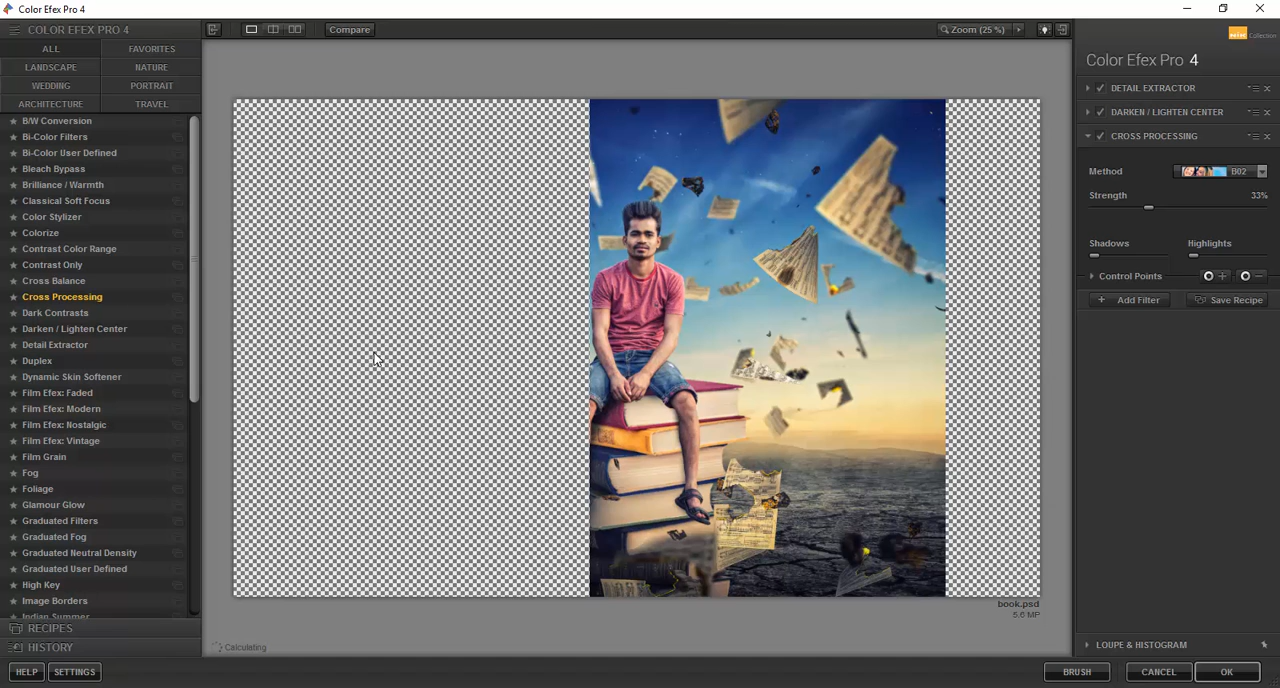 Color Efex Pro 4
COLOR EFEX PRO 4
ALL
FAVORITES
LANDSCAPE
NATURE
WEDDING
PORTRAIT
ARCHITECTURE
TRAVEL
B/W Conversion
Bi-Color Filters
Bi-Color User Defined
Bleach Bypass
Brilliance / Warmth
Classical Soft Focus
Color Stylizer
Colorize
Contrast Color Range
Contrast Only
Cross Balance
Cross Processing
Dark Contrasts
Darken / Lighten Center
Detail Extractor
Duplex
Dynamic Skin Softener
Film Efex: Faded
Film Efex: Modern
Film Efex: Nostalgic
Film Efex: Vintage
Film Grain
Fog
Foliage
Glamour Glow
Graduated Filters
Graduated Fog
Graduated Neutral Density
Graduated User Defined
High Key
Image Borders
Indian Summer
RECIPES
HISTORY
HELP
SETTINGS
Compare
Zoom (25 %)
book.psd
5.6 MP
Calculating
Nik Collection
Color Efex Pro 4
DETAIL EXTRACTOR
DARKEN / LIGHTEN CENTER
CROSS PROCESSING
Method
B02
Strength
33%
Shadows
Highlights
Control Points
+ Add Filter
Save Recipe
LOUPE & HISTOGRAM
BRUSH
CANCEL
OK